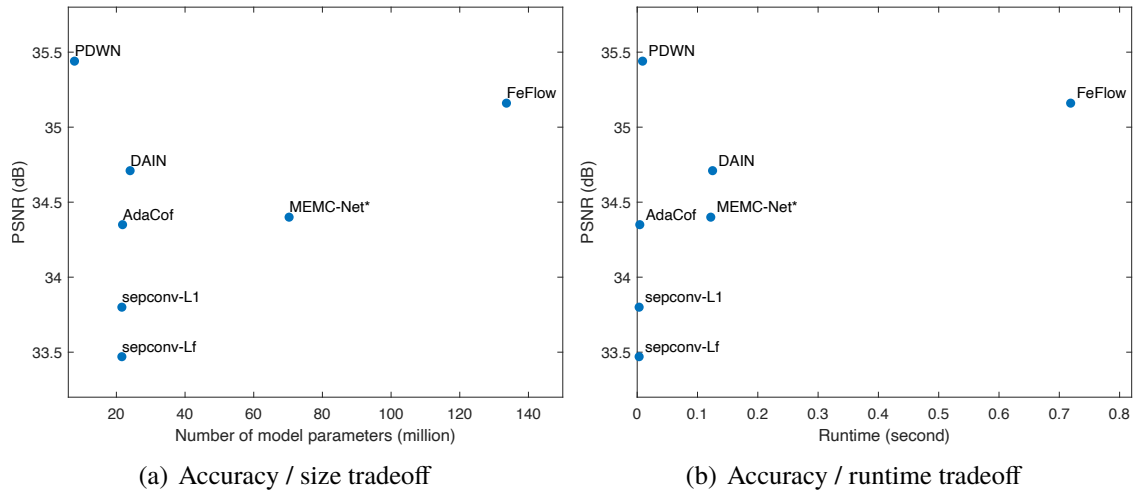 PSNR (dB)
35.5
35
34.5
34
33.5
PDWN
FeFlow
DAIN
MEMC-Net*
AdaCof
sepconv-L1
sepconv-Lf
20 40 60 80 100 120 140
Number of model parameters (million)
(a) Accuracy / size tradeoff
PSNR (dB)
35.5
35
34.5
34
33.5
PDWN
FeFlow
DAIN
MEMC-Net*
AdaCof
sepconv-L1
sepconv-Lf
0 0.1 0.2 0.3 0.4 0.5 0.6 0.7 0.8
Runtime (second)
(b) Accuracy / runtime tradeoff